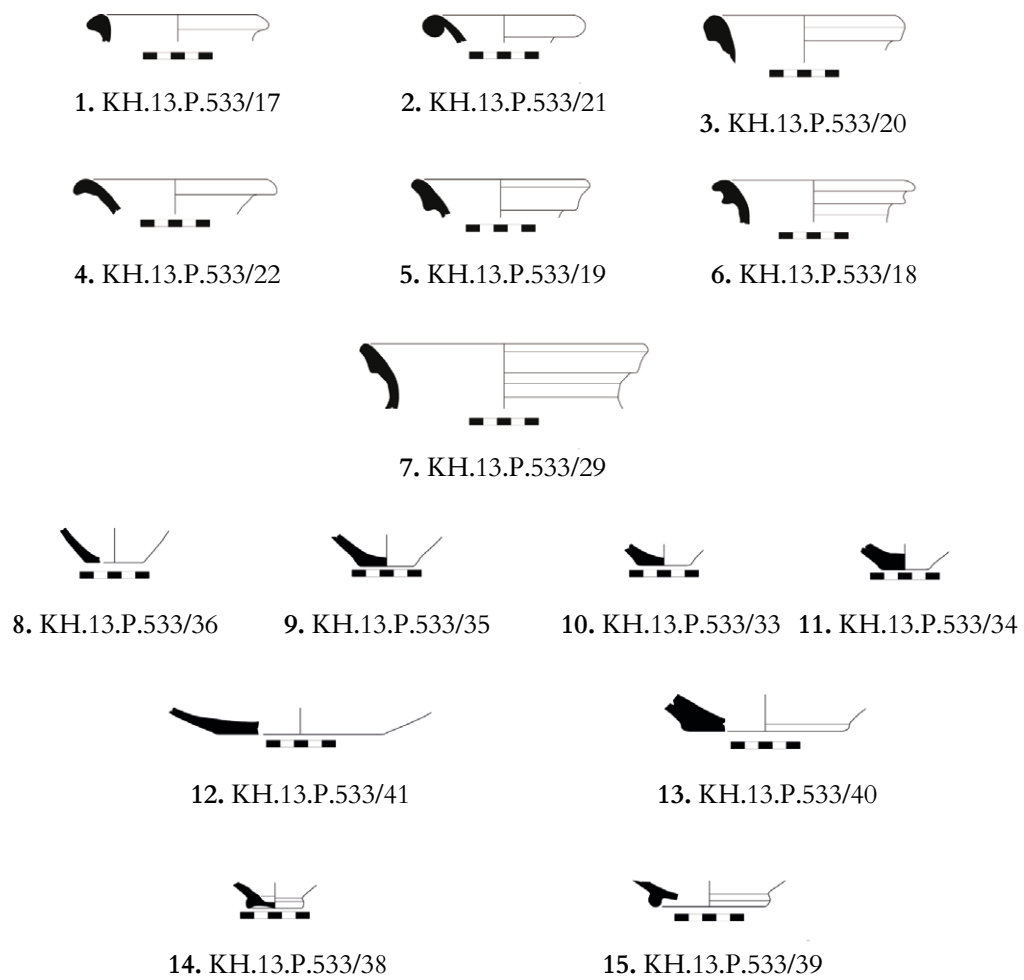 1. KH.13.P.533/17
2. KH.13.P.533/21
3. KH.13.P.533/20
4. KH.13.P.533/22
5. KH.13.P.533/19
6. KH.13.P.533/18
7. KH.13.P.533/29
8. KH.13.P.533/36
9. KH.13.P.533/35
10. KH.13.P.533/33
11. KH.13.P.533/34
12. KH.13.P.533/41
13. KH.13.P.533/40
14. KH.13.P.533/38
15. KH.13.P.533/39